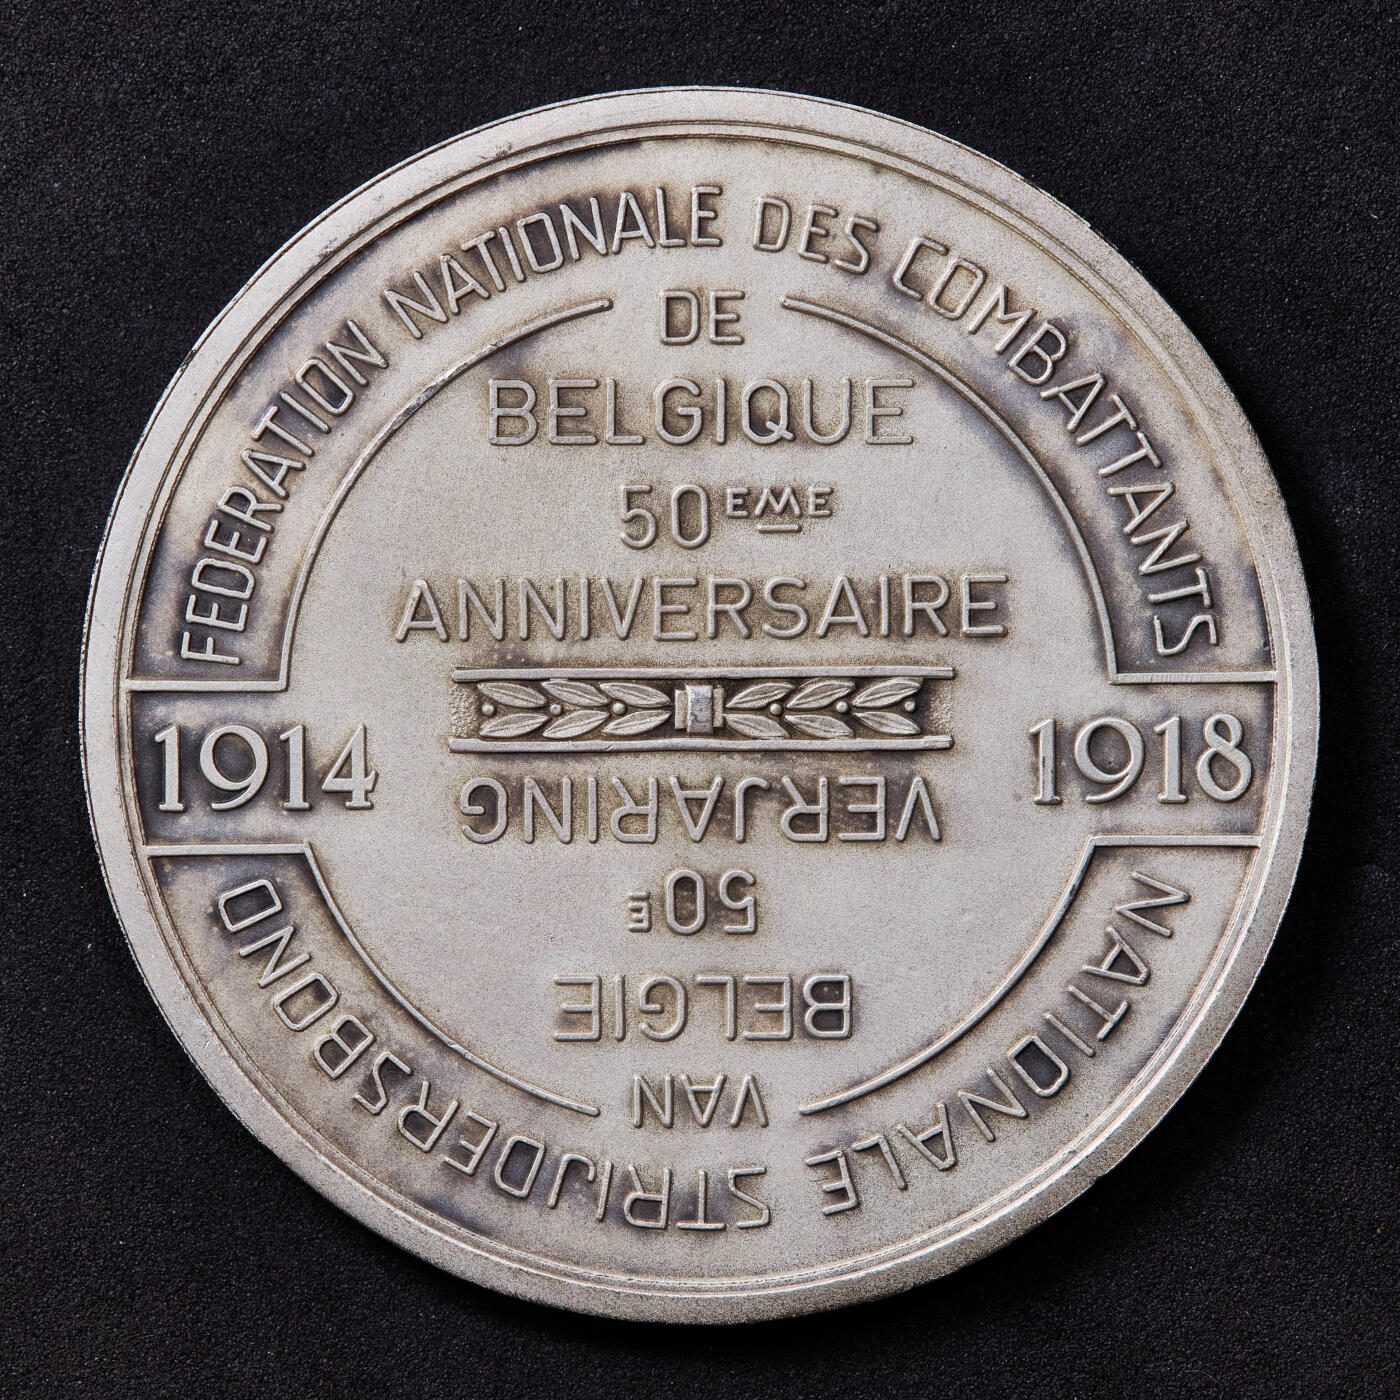 FEDERATION NATIONALE DES COMBATTANTS
DE
BELGIQUE
50EME
ANNIVERSAIRE
1914 1918
NATIONALE STRIJDERSBOND
VAN
BELGIE
50E
VERJARING